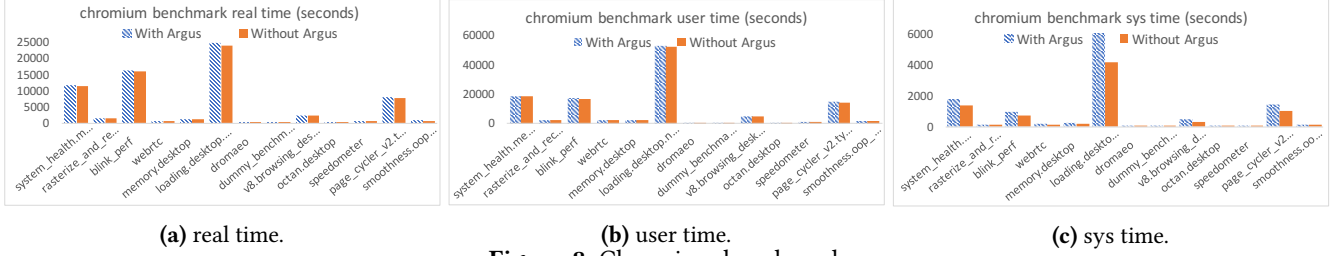 chromium benchmark real time (seconds)
With Argus Without Argus
25000
20000
15000
10000
5000
0
system_health.m...
rasterize_and_re...
blink_perf
webrtc
memory.desktop
loading.desktop....
dromaeo
dummy_benchm...
v8.browsing_des...
octan.desktop
speedometer
page_cycler_v2.t...
smoothness.oop...
(a) real time.
chromium benchmark user time (seconds)
With Argus Without Argus
60000
40000
20000
0
system_health.me...
rasterize_and_rec...
blink_perf
webrtc
memory.desktop
loading.desktop.n...
dromaeo
dummy_benchma...
v8.browsing_desk...
octan.desktop
speedometer
page_cycler_v2.ty...
smoothness.oop_...
(b) user time.
chromium benchmark sys time (seconds)
With Argus Without Argus
6000
4000
2000
0
system_health....
rasterize_and_r...
blink_perf
webrtc
memory.desktop
loading.deskto...
dromaeo
dummy_bench...
v8.browsing_d...
octan.desktop
speedometer
page_cycler_v2...
smoothness.oo...
(c) sys time.